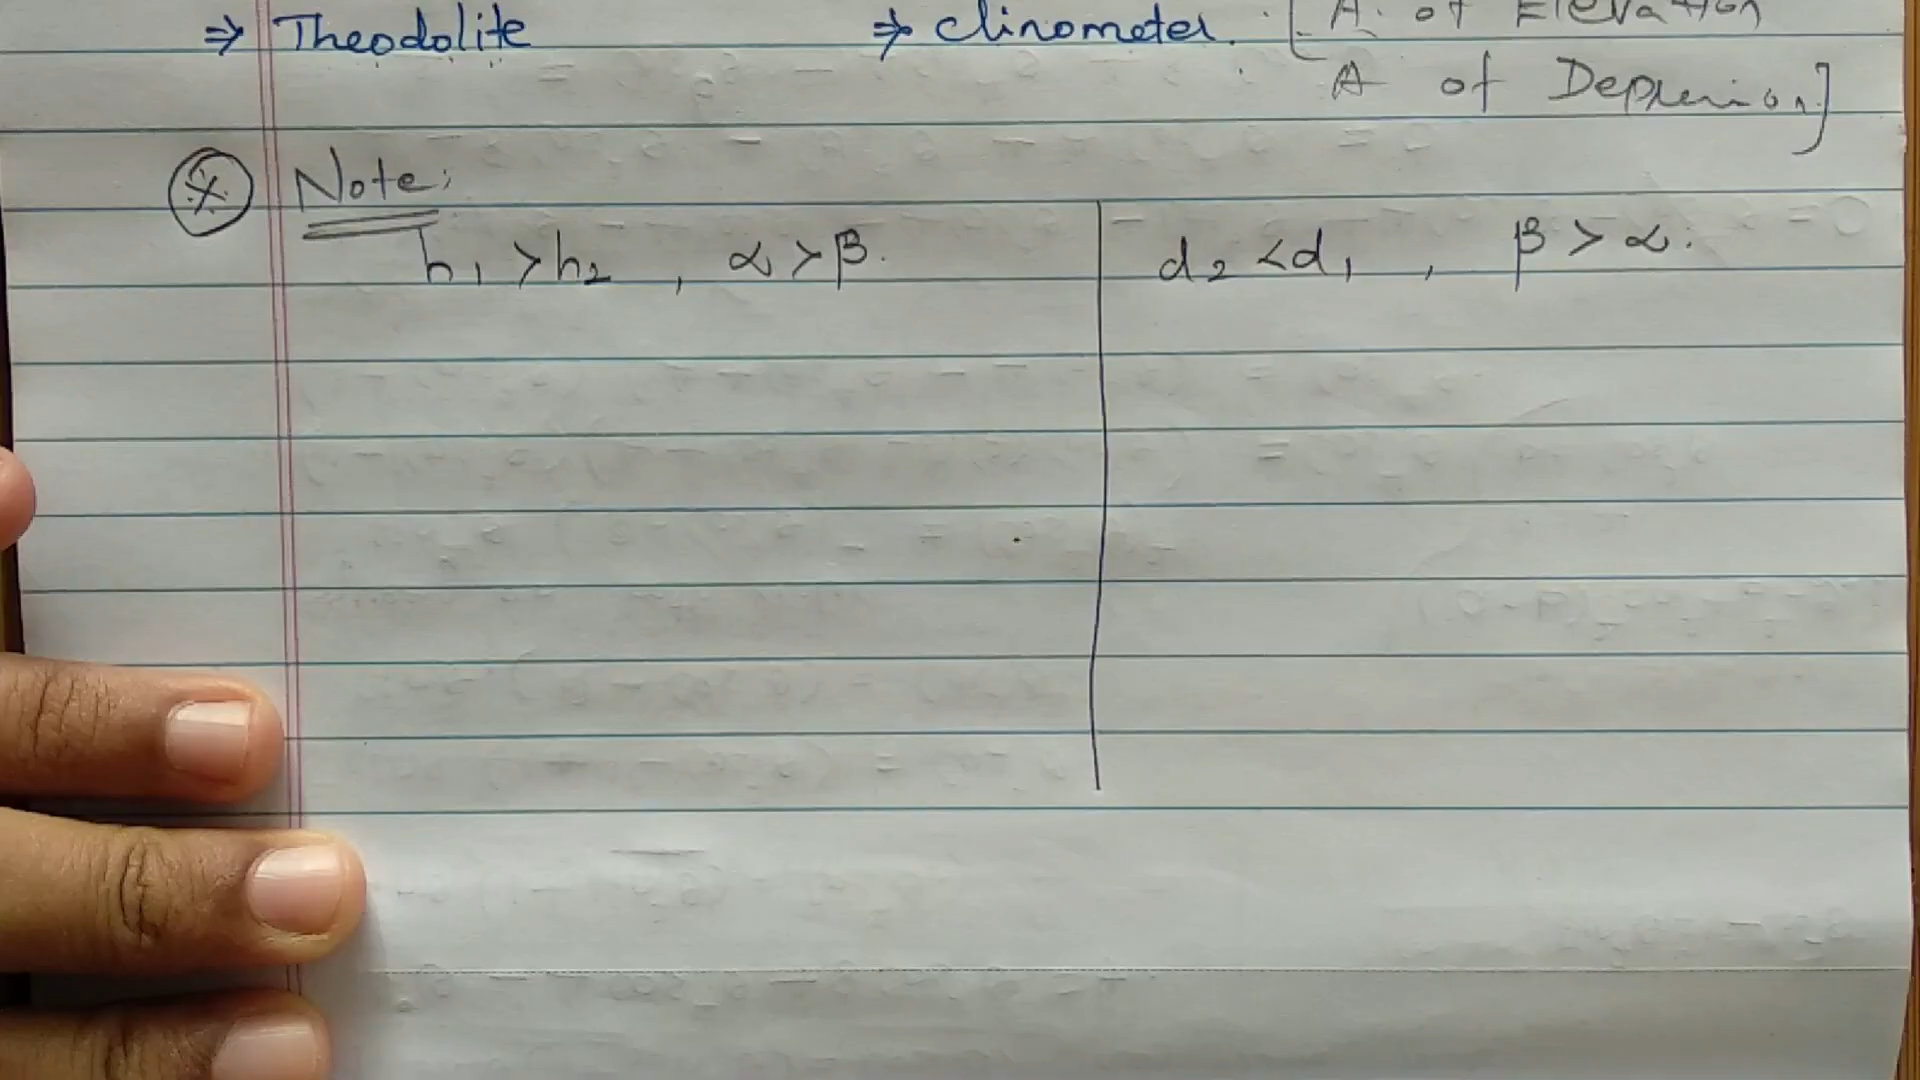 ⇒ Theodolite ⇒ Clinometer. [A. of Elevation
A of Depression]
* Note:
h₁ > h₂ , α > β. d₂ < d₁ , β > α.